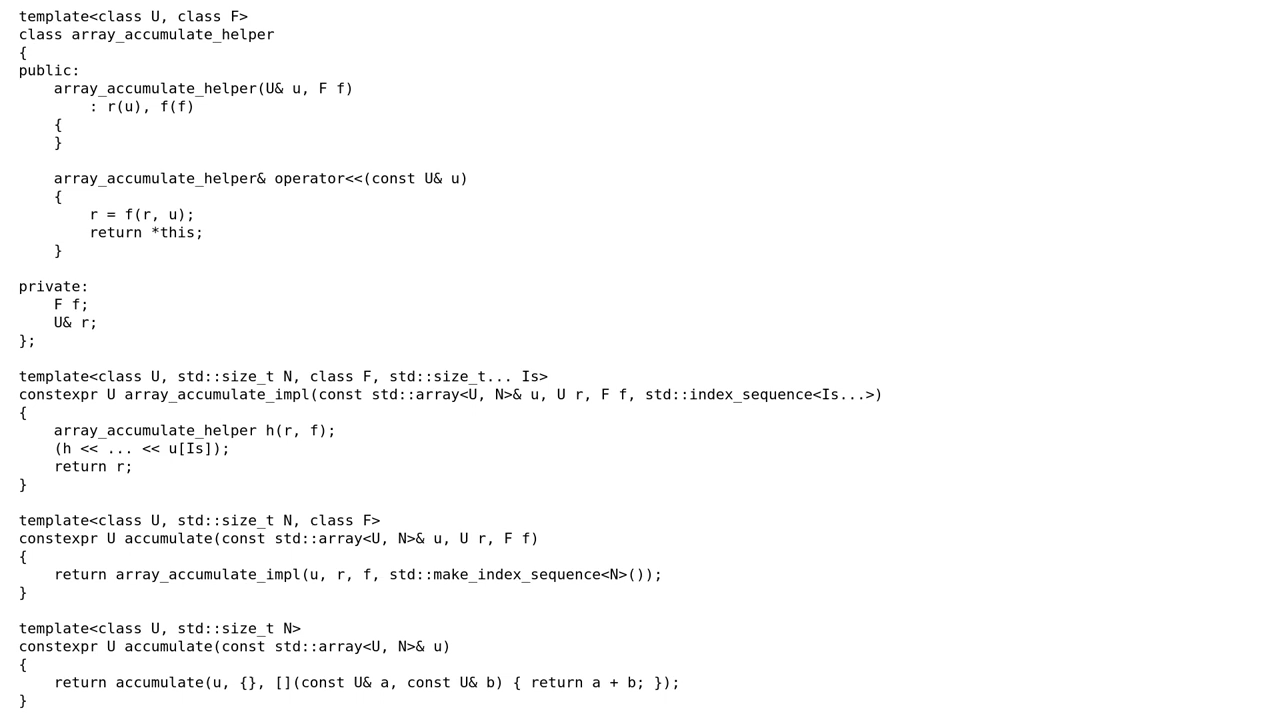 template<class U, class F>
class array_accumulate_helper
{
public:
    array_accumulate_helper(U& u, F f)
        : r(u), f(f)
    {
    }

    array_accumulate_helper& operator<<(const U& u)
    {
        r = f(r, u);
        return *this;
    }

private:
    F f;
    U& r;
};

template<class U, std::size_t N, class F, std::size_t... Is>
constexpr U array_accumulate_impl(const std::array<U, N>& u, U r, F f, std::index_sequence<Is...>)
{
    array_accumulate_helper h(r, f);
    (h << ... << u[Is]);
    return r;
}

template<class U, std::size_t N, class F>
constexpr U accumulate(const std::array<U, N>& u, U r, F f)
{
    return array_accumulate_impl(u, r, f, std::make_index_sequence<N>());
}

template<class U, std::size_t N>
constexpr U accumulate(const std::array<U, N>& u)
{
    return accumulate(u, {}, [](const U& a, const U& b) { return a + b; });
}